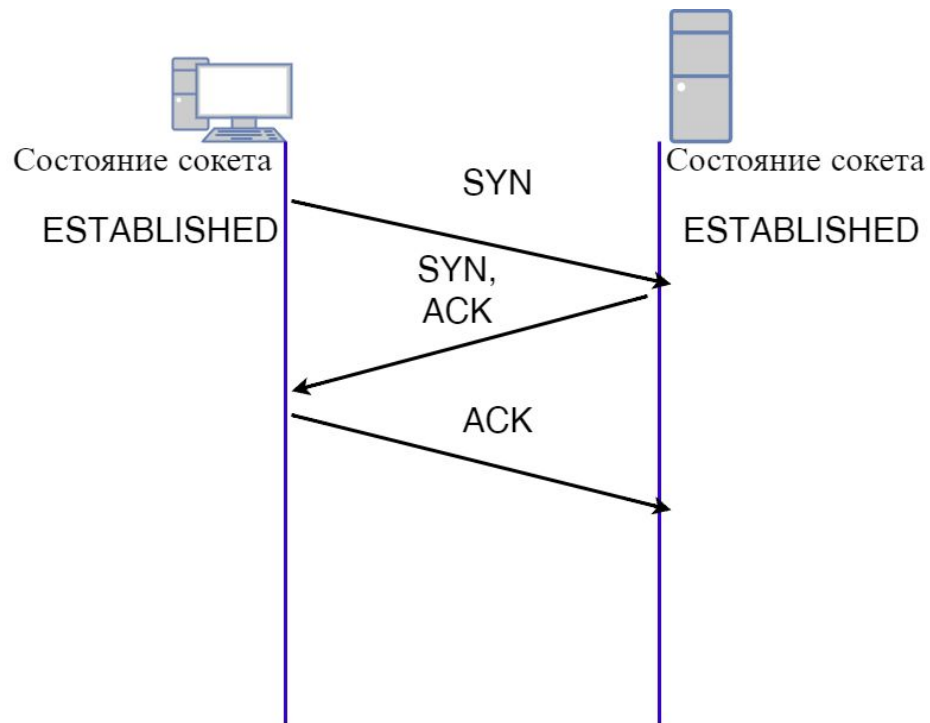 Состояние сокета
Состояние сокета
SYN
ESTABLISHED
ESTABLISHED
SYN,
ACK
ACK